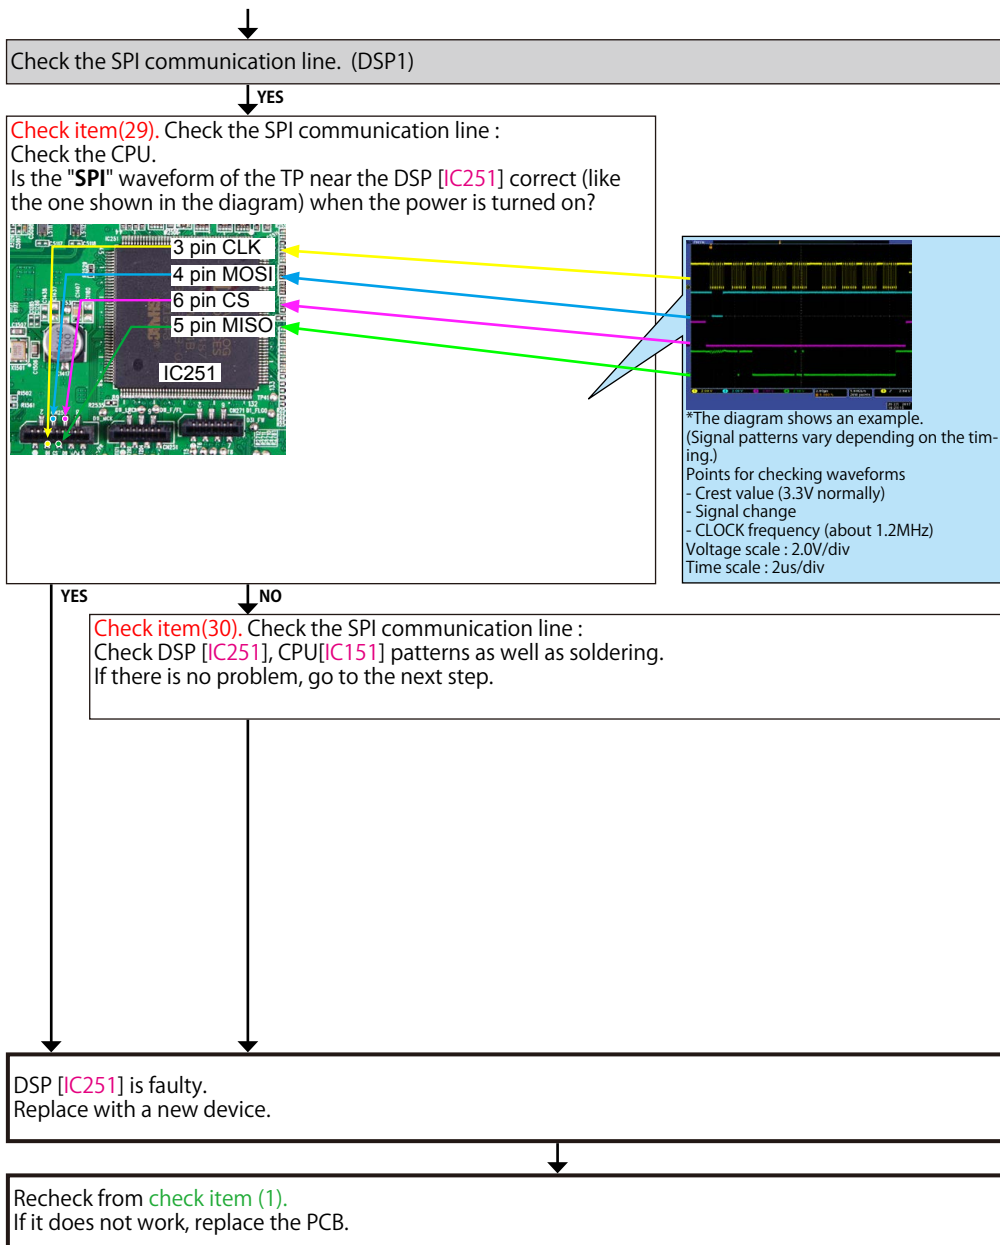 Check the SPI communication line. (DSP1)
YES
Check item(29). Check the SPI communication line :
Check the CPU.
Is the "SPI" waveform of the TP near the DSP [IC251] correct (like
the one shown in the diagram) when the power is turned on?
3 pin CLK
4 pin MOSI
6 pin CS
5 pin MISO
IC251
*The diagram shows an example.
(Signal patterns vary depending on the tim-
ing.)
Points for checking waveforms
- Crest value (3.3V normally)
- Signal change
- CLOCK frequency (about 1.2MHz)
Voltage scale : 2.0V/div
Time scale : 2us/div
YES
NO
Check item(30). Check the SPI communication line :
Check DSP [IC251], CPU[IC151] patterns as well as soldering.
If there is no problem, go to the next step.
DSP [IC251] is faulty.
Replace with a new device.
Recheck from check item (1).
If it does not work, replace the PCB.